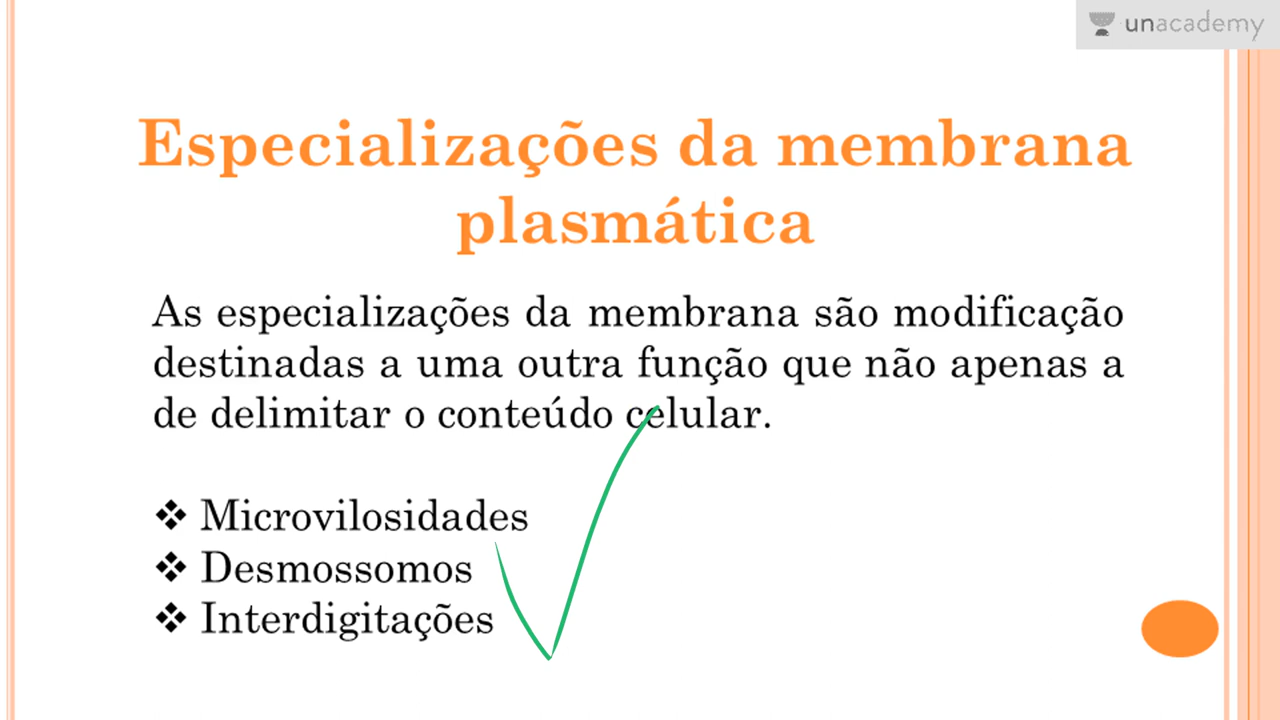 unacademy
Especializações da membrana
plasmática
As especializações da membrana são modificação
destinadas a uma outra função que não apenas a
de delimitar o conteúdo celular.
❖ Microvilosidades
❖ Desmossomos
❖ Interdigitações